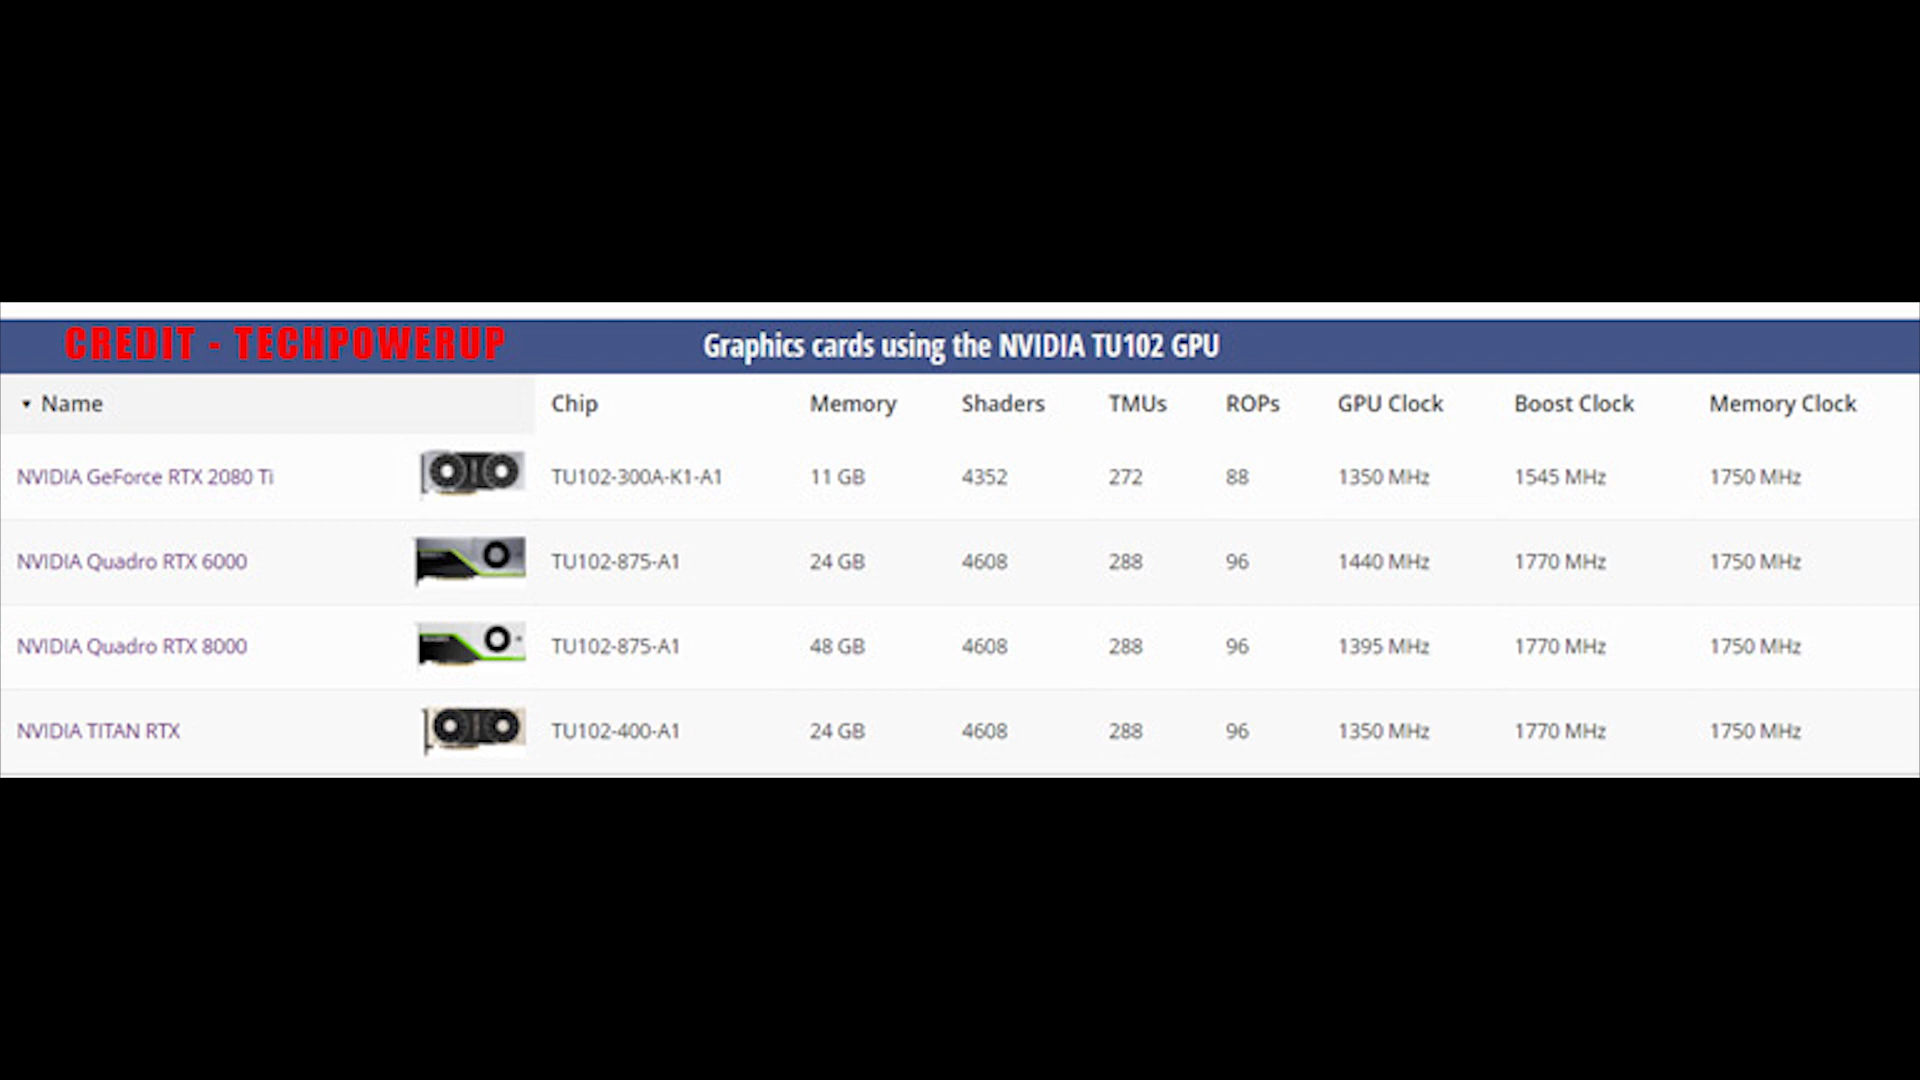 CREDIT - TECHPOWERUP Graphics cards using the NVIDIA TU102 GPU
▾ Name Chip Memory Shaders TMUs ROPs GPU Clock Boost Clock Memory Clock
NVIDIA GeForce RTX 2080 Ti TU102-300A-K1-A1 11 GB 4352 272 88 1350 MHz 1545 MHz 1750 MHz
NVIDIA Quadro RTX 6000 TU102-875-A1 24 GB 4608 288 96 1440 MHz 1770 MHz 1750 MHz
NVIDIA Quadro RTX 8000 TU102-875-A1 48 GB 4608 288 96 1395 MHz 1770 MHz 1750 MHz
NVIDIA TITAN RTX TU102-400-A1 24 GB 4608 288 96 1350 MHz 1770 MHz 1750 MHz